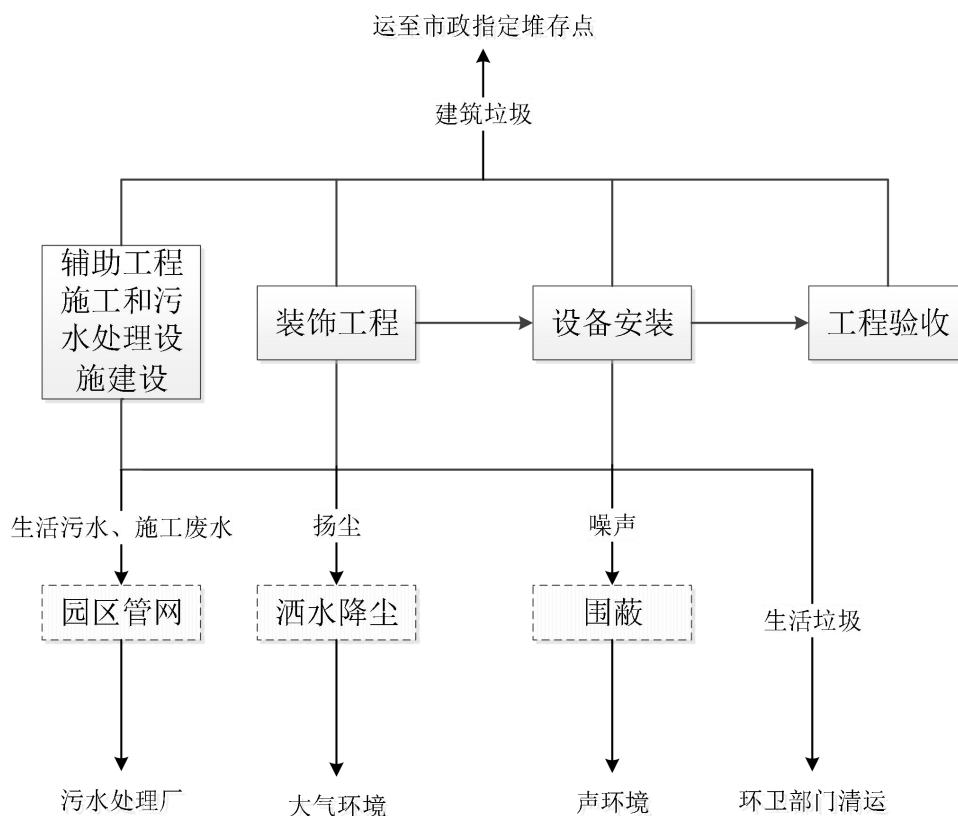 运至市政指定堆存点
建筑垃圾
辅助工程
施工和污
水处理设
施建设
装饰工程
设备安装
工程验收
生活污水、施工废水
扬尘
噪声
园区管网
洒水降尘
围蔽
生活垃圾
污水处理厂
大气环境
声环境
环卫部门清运